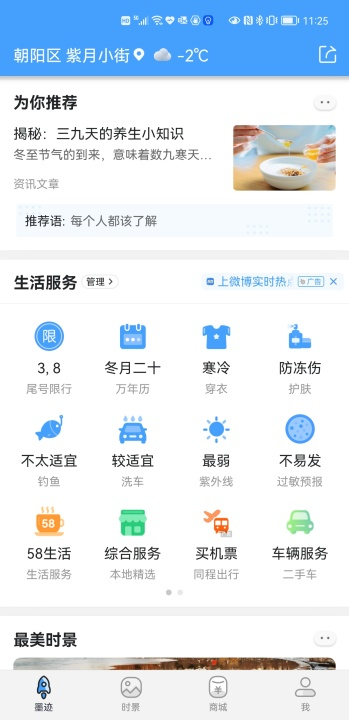 11:25
朝阳区 紫月小街 -2℃
为你推荐
揭秘：三九天的养生小知识
冬至节气的到来，意味着数九寒天...
资讯文章
推荐语: 每个人都该了解
生活服务 管理 上微博实时热 广告
3, 8 冬月二十 寒冷 防冻伤
尾号限行 万年历 穿衣 护肤
不太适宜 较适宜 最弱 不易发
钓鱼 洗车 紫外线 过敏预报
58生活 综合服务 买机票 车辆服务
生活服务 本地精选 同程出行 二手车
最美时景
墨迹 时景 商城 我